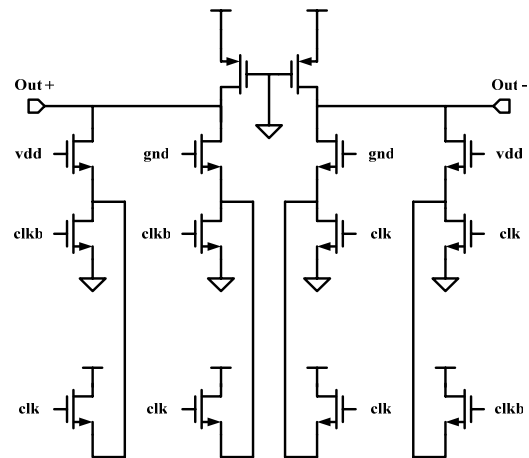 Out + Out -
vdd gnd gnd vdd
clkb clkb clk clk
clk clk clk clkb